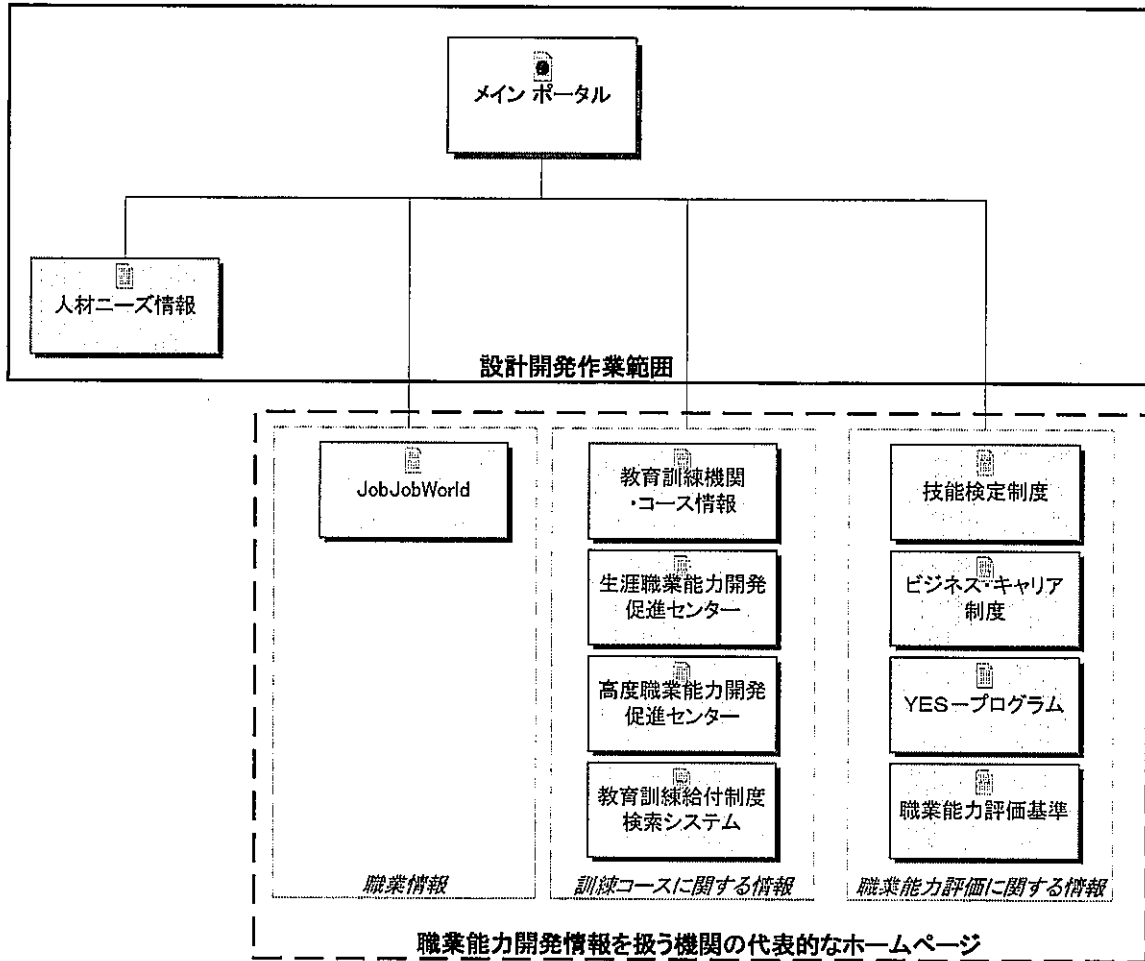 メイン ポータル
人材ニーズ情報
設計開発作業範囲
JobJobWorld
職業情報
教育訓練機関
・コース情報
生涯職業能力開発
促進センター
高度職業能力開発
促進センター
教育訓練給付制度
検索システム
訓練コースに関する情報
技能検定制度
ビジネス・キャリア
制度
YES－プログラム
職業能力評価基準
職業能力評価に関する情報
職業能力開発情報を扱う機関の代表的なホームページ